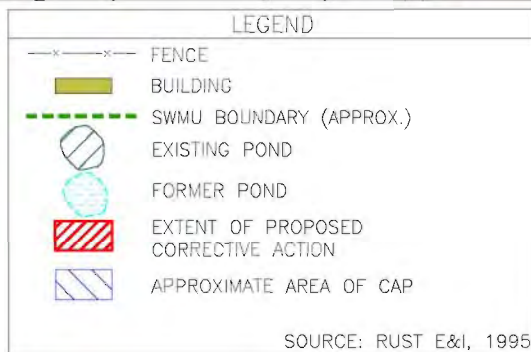 LEGEND
FENCE
BUILDING
SWMU BOUNDARY (APPROX.)
EXISTING POND
FORMER POND
EXTENT OF PROPOSED
CORRECTIVE ACTION
APPROXIMATE AREA OF CAP
SOURCE: RUST E&I, 1995